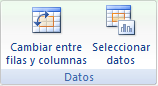 Cambiar entre
filas y columnas
Seleccionar
datos
Datos